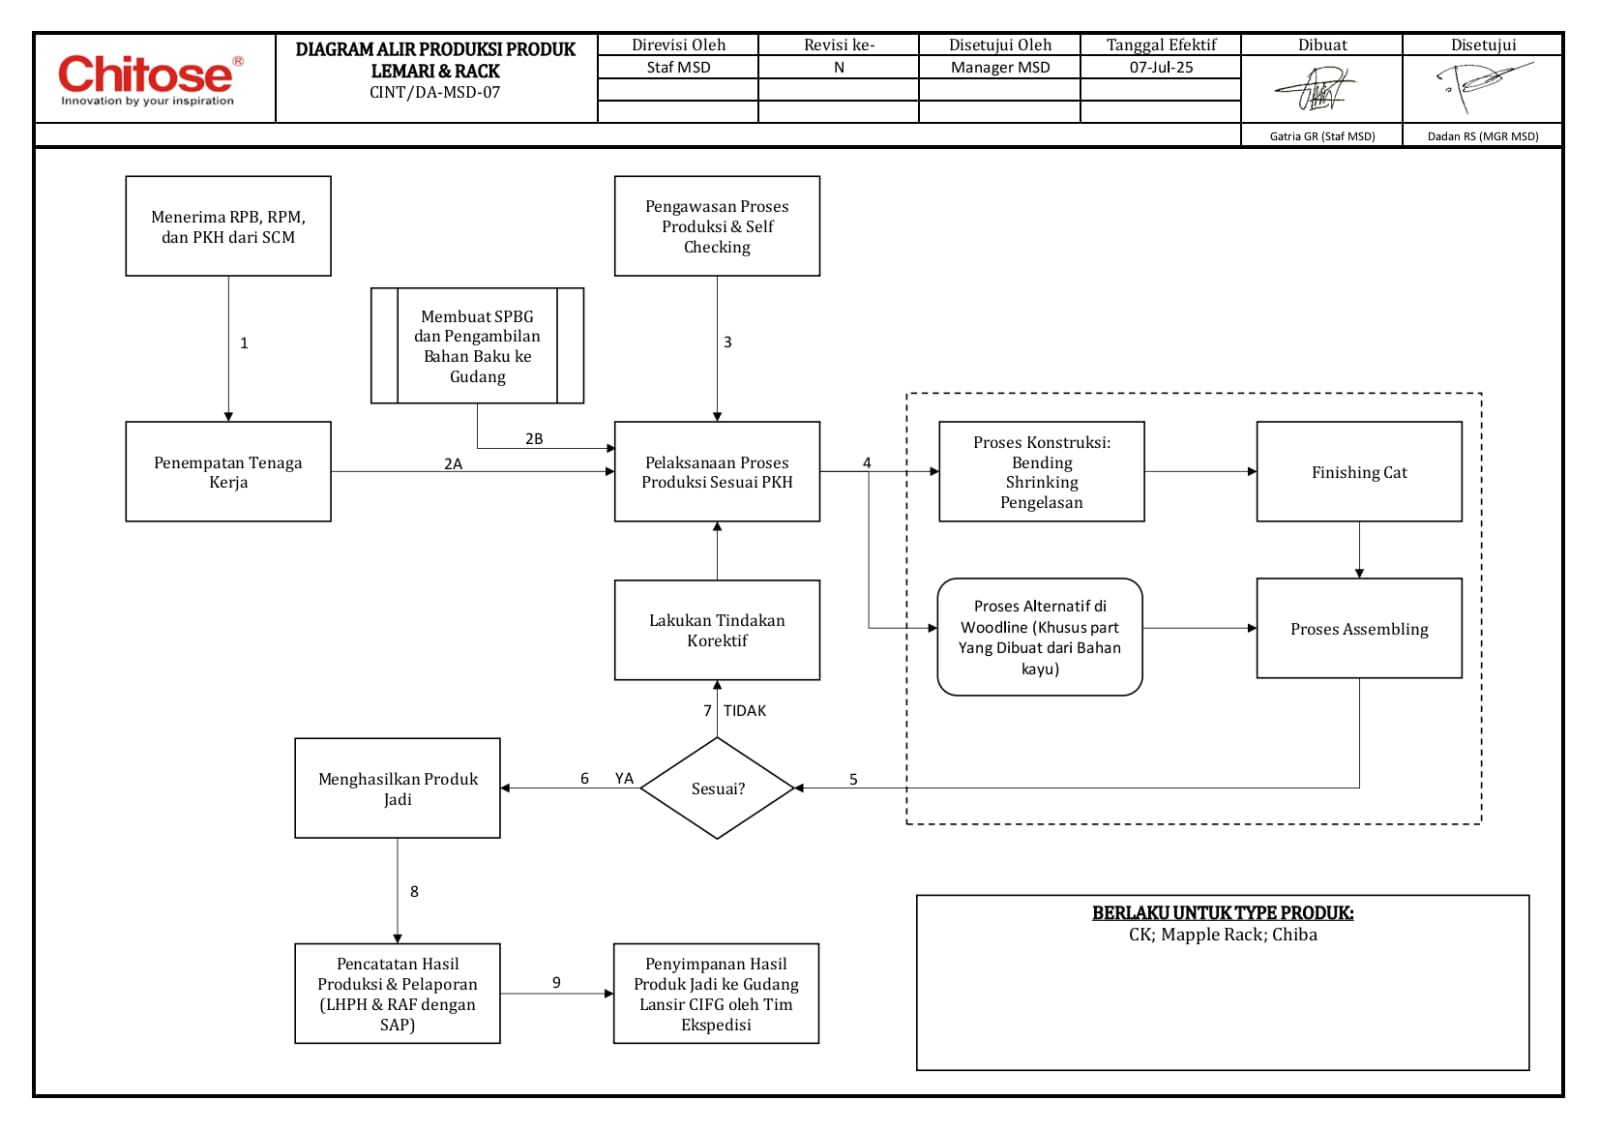 Chitose®
Innovation by your inspiration
DIAGRAM ALIR PRODUKSI PRODUK
LEMARI & RACK
CINT/DA-MSD-07
Direvisi Oleh
Revisi ke-
Disetujui Oleh
Tanggal Efektif
Dibuat
Disetujui
Staf MSD
N
Manager MSD
07-Jul-25
Gatria GR (Staf MSD)
Dadan RS (MGR MSD)
Menerima RPB, RPM,
dan PKH dari SCM
Pengawasan Proses
Produksi & Self
Checking
Membuat SPBG
dan Pengambilan
Bahan Baku ke
Gudang
1
3
2B
2A
4
Penempatan Tenaga
Kerja
Pelaksanaan Proses
Produksi Sesuai PKH
Proses Konstruksi:
Bending
Shrinking
Pengelasan
Finishing Cat
Lakukan Tindakan
Korektif
Proses Alternatif di
Woodline (Khusus part
Yang Dibuat dari Bahan
kayu)
Proses Assembling
7 TIDAK
Menghasilkan Produk
Jadi
6 YA
Sesuai?
5
8
BERLAKU UNTUK TYPE PRODUK:
CK; Mapple Rack; Chiba
Pencatatan Hasil
Produksi & Pelaporan
(LHPH & RAF dengan
SAP)
9
Penyimpanan Hasil
Produk Jadi ke Gudang
Lansir CIFG oleh Tim
Ekspedisi